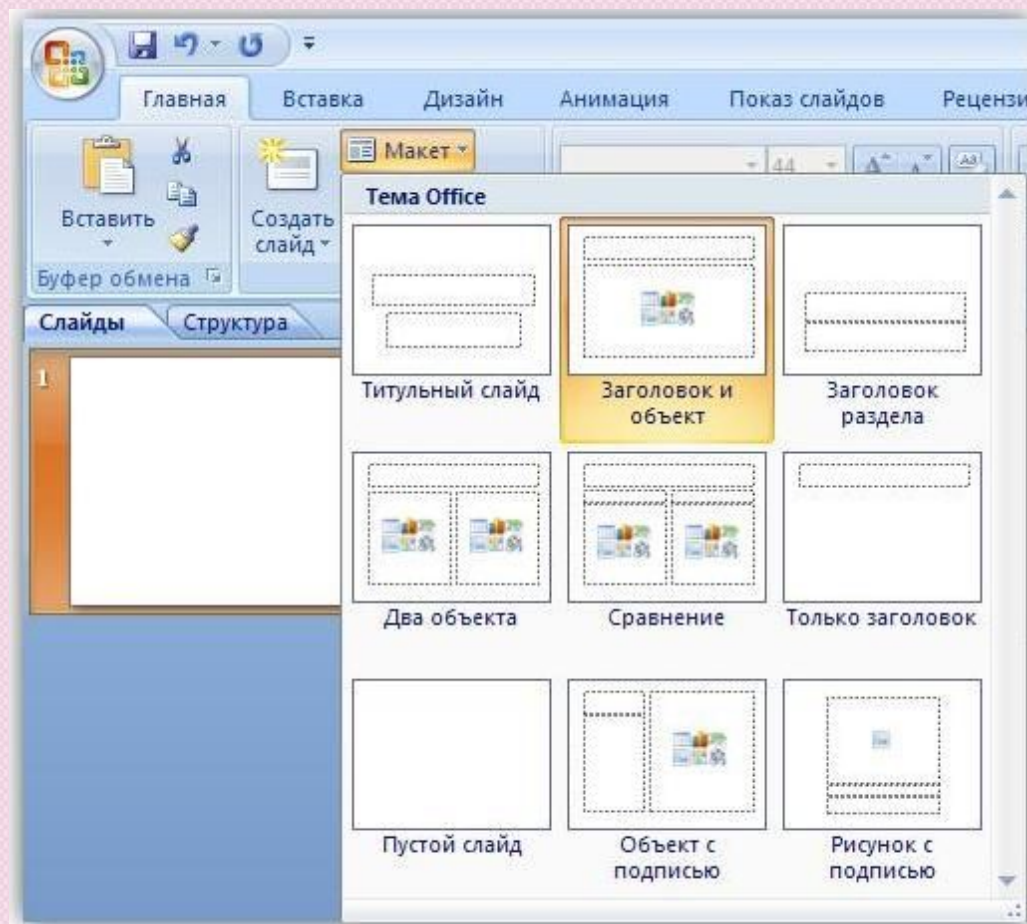 Главная Вставка Дизайн Анимация Показ слайдов Реценз
Макет
44
Вставить
Создать
слайд
Буфер обмена
Слайды Структура
1
Тема Office
Титульный слайд
Заголовок и
объект
Заголовок
раздела
Два объекта
Сравнение
Только заголовок
Пустой слайд
Объект с
подписью
Рисунок с
подписью